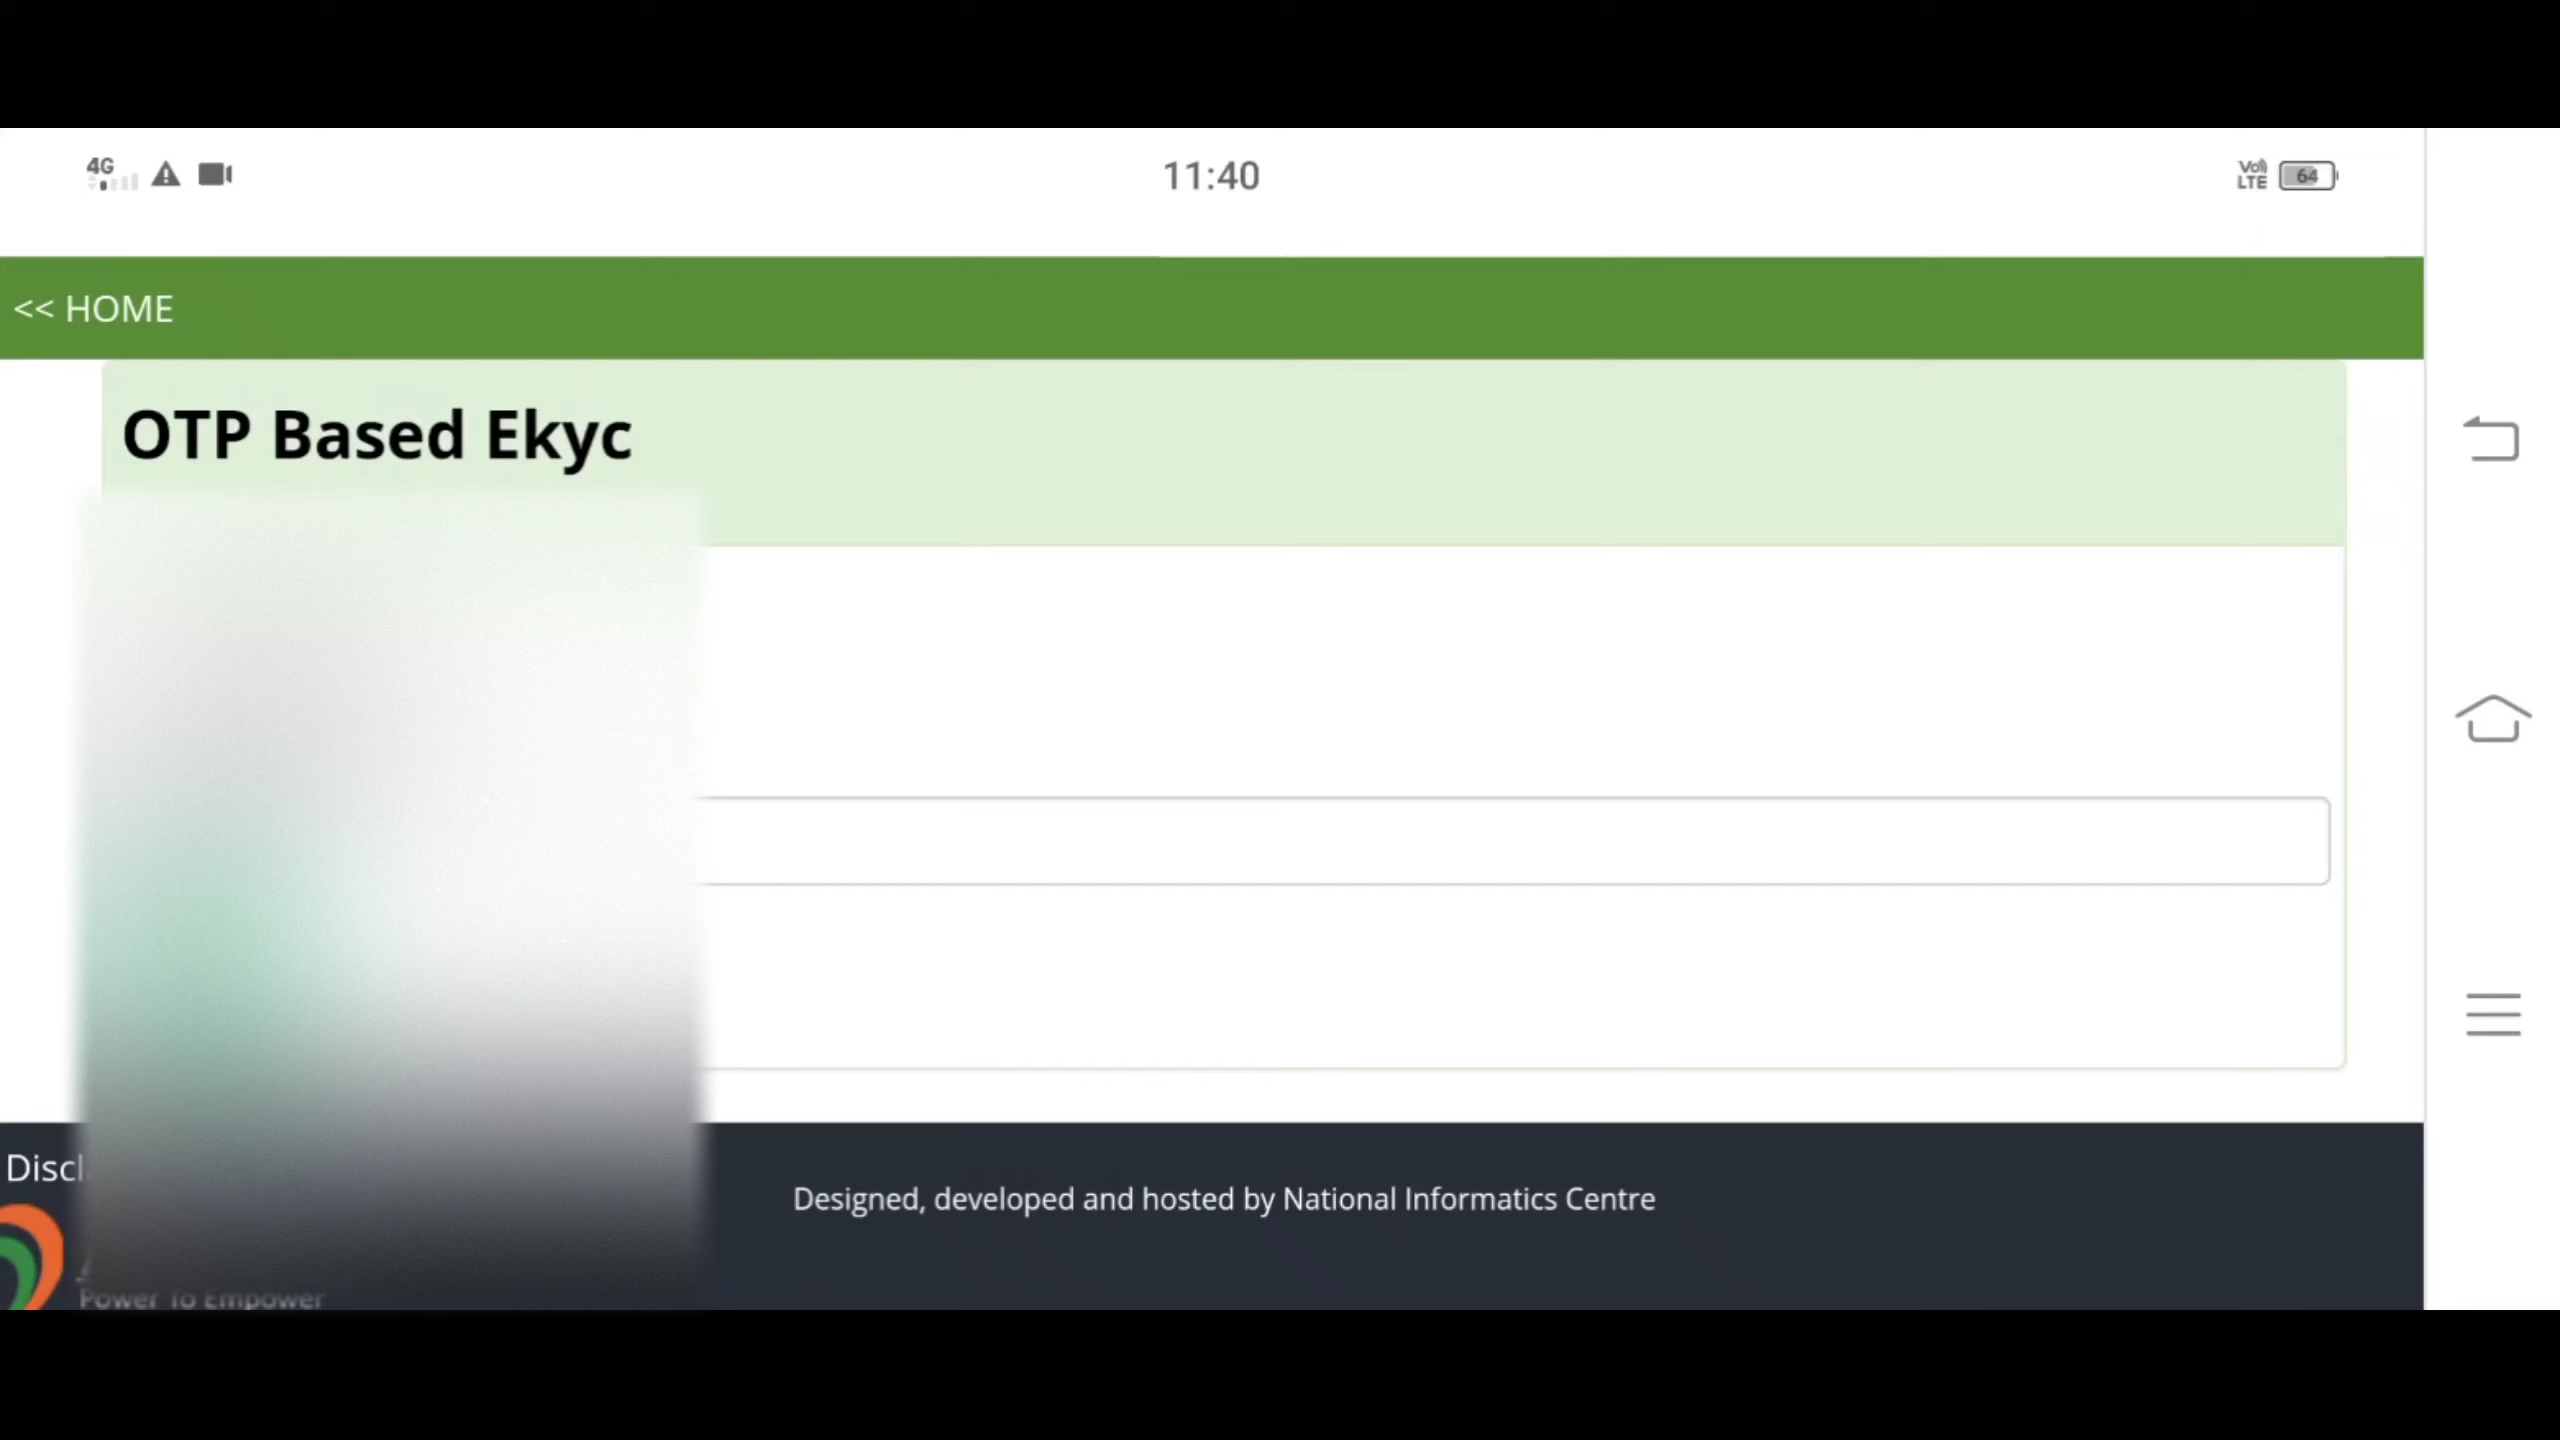 4G
11:40
Vo)) LTE
64
<< HOME
OTP Based Ekyc
Designed, developed and hosted by National Informatics Centre
Power To Empower